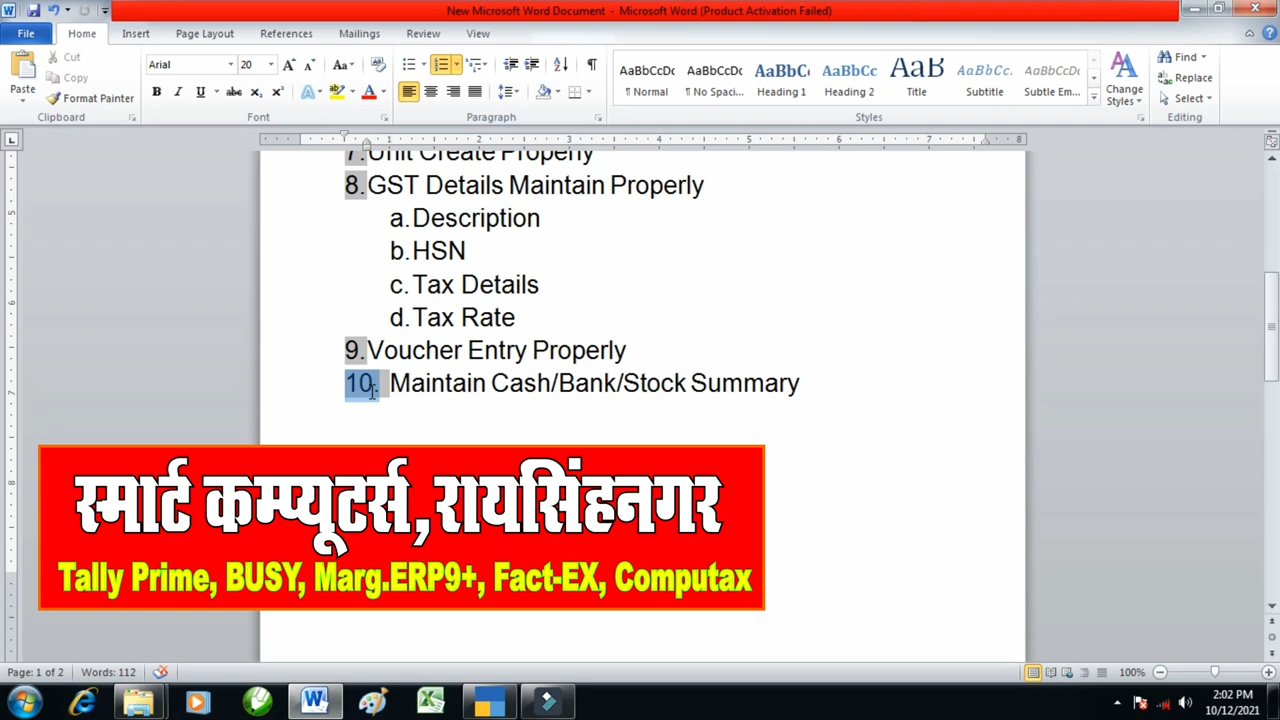 New Microsoft Word Document - Microsoft Word (Product Activation Failed)
File Home Insert Page Layout References Mailings Review View
Cut
Copy
Format Painter
Paste
Arial 20
AaBbCcDc AaBbCcDc AaBbCc AaBbCc AaB AaBbCcL AaBbCcDc
¶ Normal ¶ No Spaci... Heading 1 Heading 2 Title Subtitle Subtle Em...
Change Styles
Find
Replace
Select
Clipboard Font Paragraph Styles Editing
7.Unit Create Properly
8.GST Details Maintain Properly
a.Description
b.HSN
c.Tax Details
d.Tax Rate
9.Voucher Entry Properly
10. Maintain Cash/Bank/Stock Summary
स्मार्ट कम्प्यूटर्स,रायसिंहनगर
Tally Prime, BUSY, Marg.ERP9+, Fact-EX, Computax
Page: 1 of 2 Words: 112 100%
2:02 PM
10/12/2021